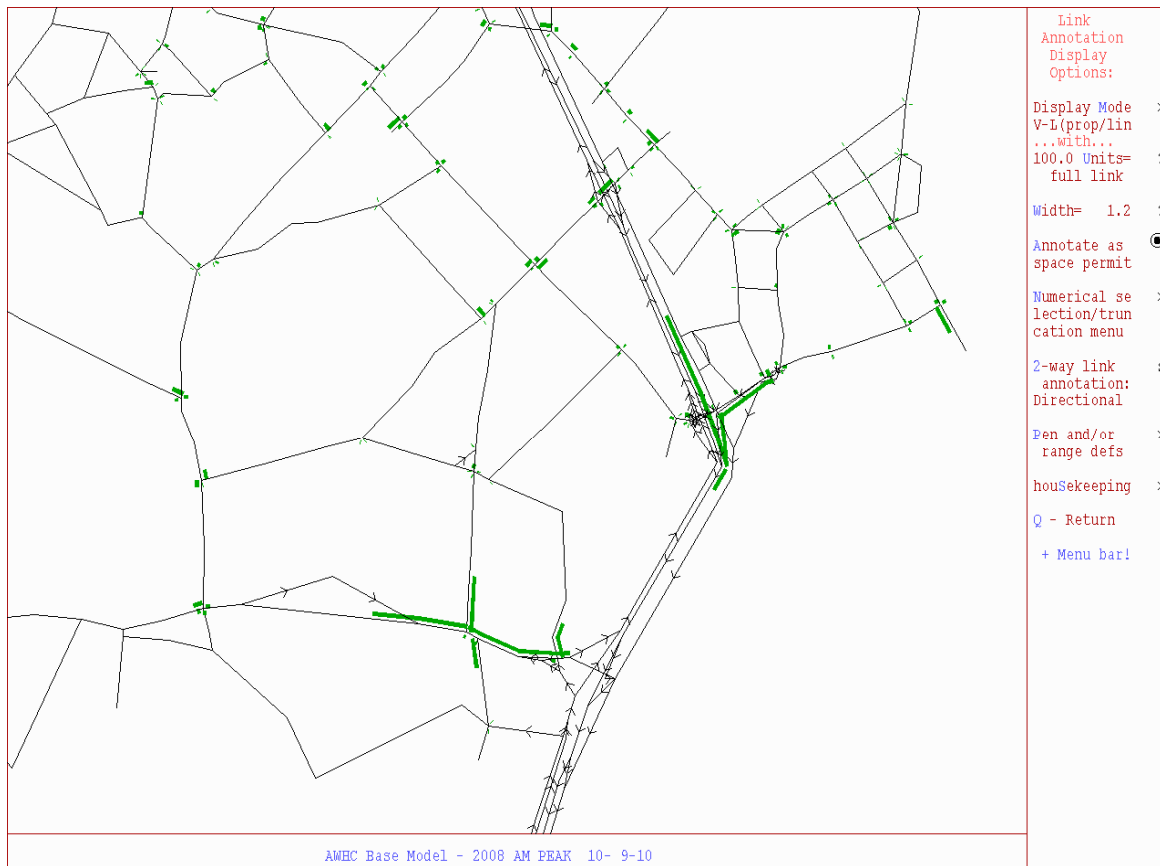 Link
Annotation
Display
Options:
Display Mode >
V-L(prop/lin
...with...
100.0 Units= ?
full link
Width= 1.2 ?
Annotate as
space permit
Numerical se >
lection/trun
cation menu
2-way link :
annotation:
Directional
Pen and/or >
range defs
houSekeeping >
Q - Return
+ Menu bar!
AWHC Base Model - 2008 AM PEAK 10- 9-10